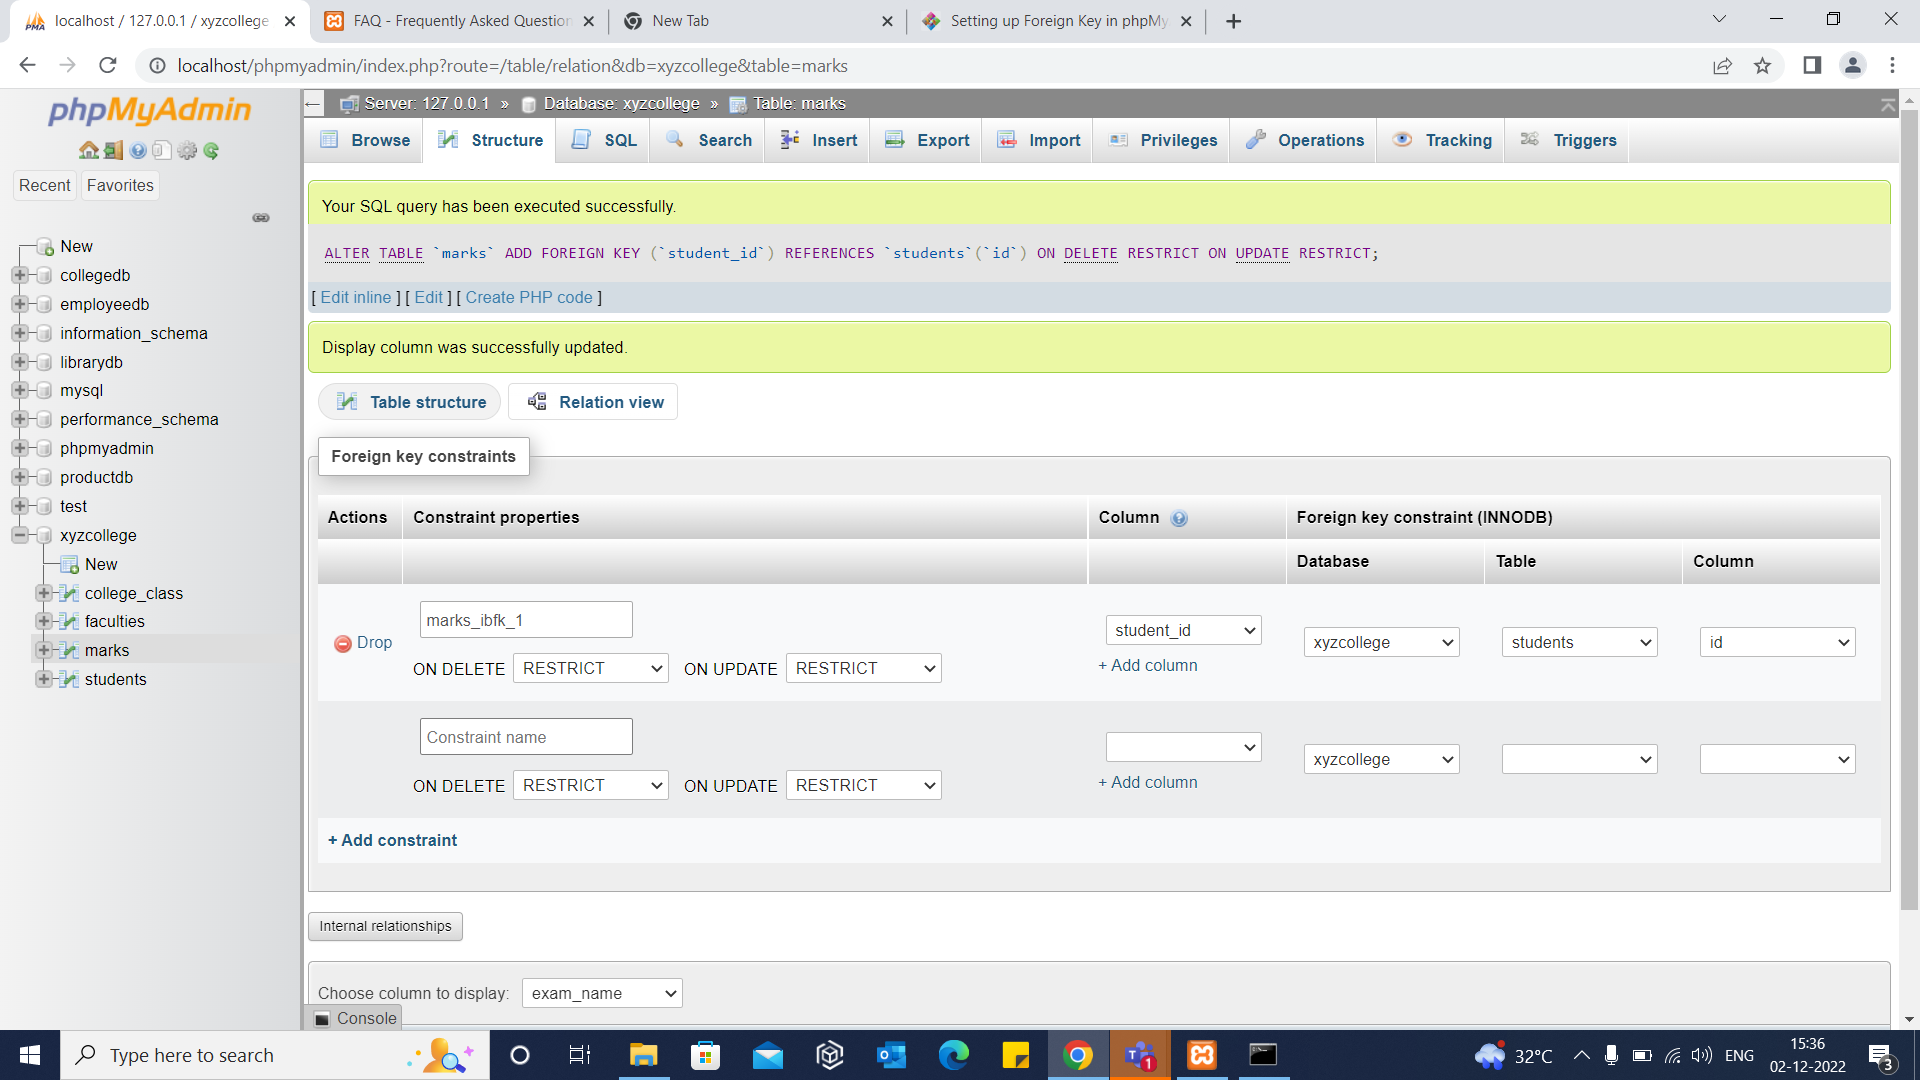 localhost / 127.0.0.1 / xyzcollege
FAQ - Frequently Asked Question
New Tab
Setting up Foreign Key in phpMy
localhost/phpmyadmin/index.php?route=/table/relation&db=xyzcollege&table=marks
phpMyAdmin
Recent
Favorites
New
collegedb
employeedb
information_schema
librarydb
mysql
performance_schema
phpmyadmin
productdb
test
xyzcollege
New
college_class
faculties
marks
students
Server: 127.0.0.1 » Database: xyzcollege » Table: marks
Browse Structure SQL Search Insert Export Import Privileges Operations Tracking Triggers
Your SQL query has been executed successfully.
ALTER TABLE `marks` ADD FOREIGN KEY (`student_id`) REFERENCES `students`(`id`) ON DELETE RESTRICT ON UPDATE RESTRICT;
[ Edit inline ] [ Edit ] [ Create PHP code ]
Display column was successfully updated.
Table structure Relation view
Foreign key constraints
Actions Constraint properties Column Foreign key constraint (INNODB)
Database Table Column
Drop
marks_ibfk_1
ON DELETE RESTRICT ON UPDATE RESTRICT
student_id
+ Add column
xyzcollege students id
Constraint name
ON DELETE RESTRICT ON UPDATE RESTRICT
+ Add column
xyzcollege
+ Add constraint
Internal relationships
Choose column to display: exam_name
Console
Type here to search
1
32°C
ENG
15:36
02-12-2022
3